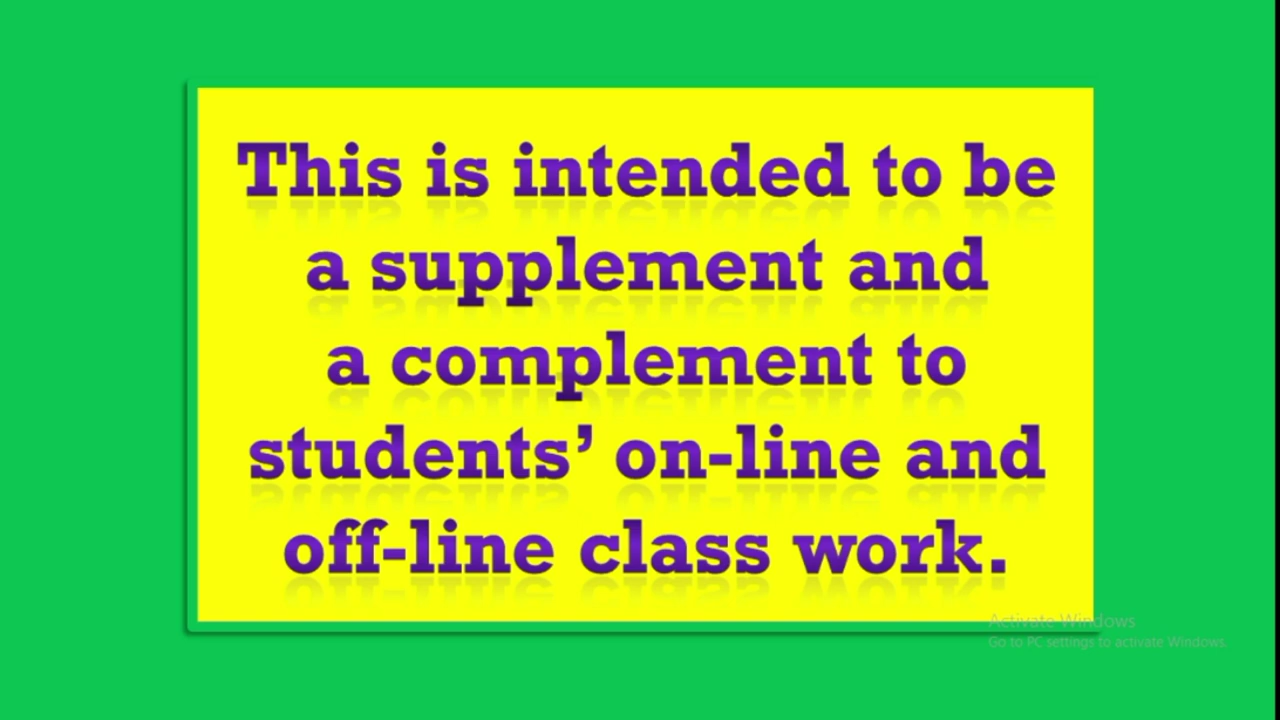 This is intended to be
a supplement and
a complement to
students’ on-line and
off-line class work.
Activate Windows
Go to PC settings to activate Windows.